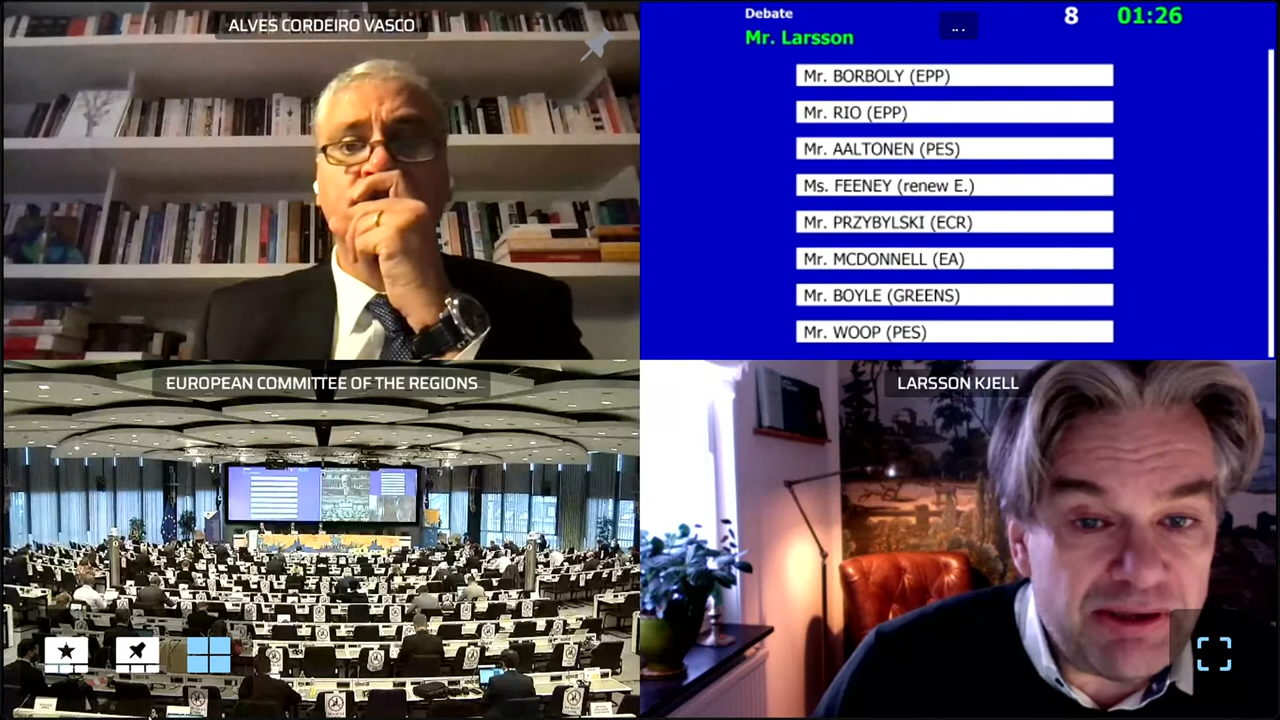 ALVES CORDEIRO VASCO
Debate
8
01:26
Mr. Larsson
...
Mr. BORBOLY (EPP)
Mr. RIO (EPP)
Mr. AALTONEN (PES)
Ms. FEENEY (renew E.)
Mr. PRZYBYLSKI (ECR)
Mr. MCDONNELL (EA)
Mr. BOYLE (GREENS)
Mr. WOOP (PES)
EUROPEAN COMMITTEE OF THE REGIONS
LARSSON KJELL